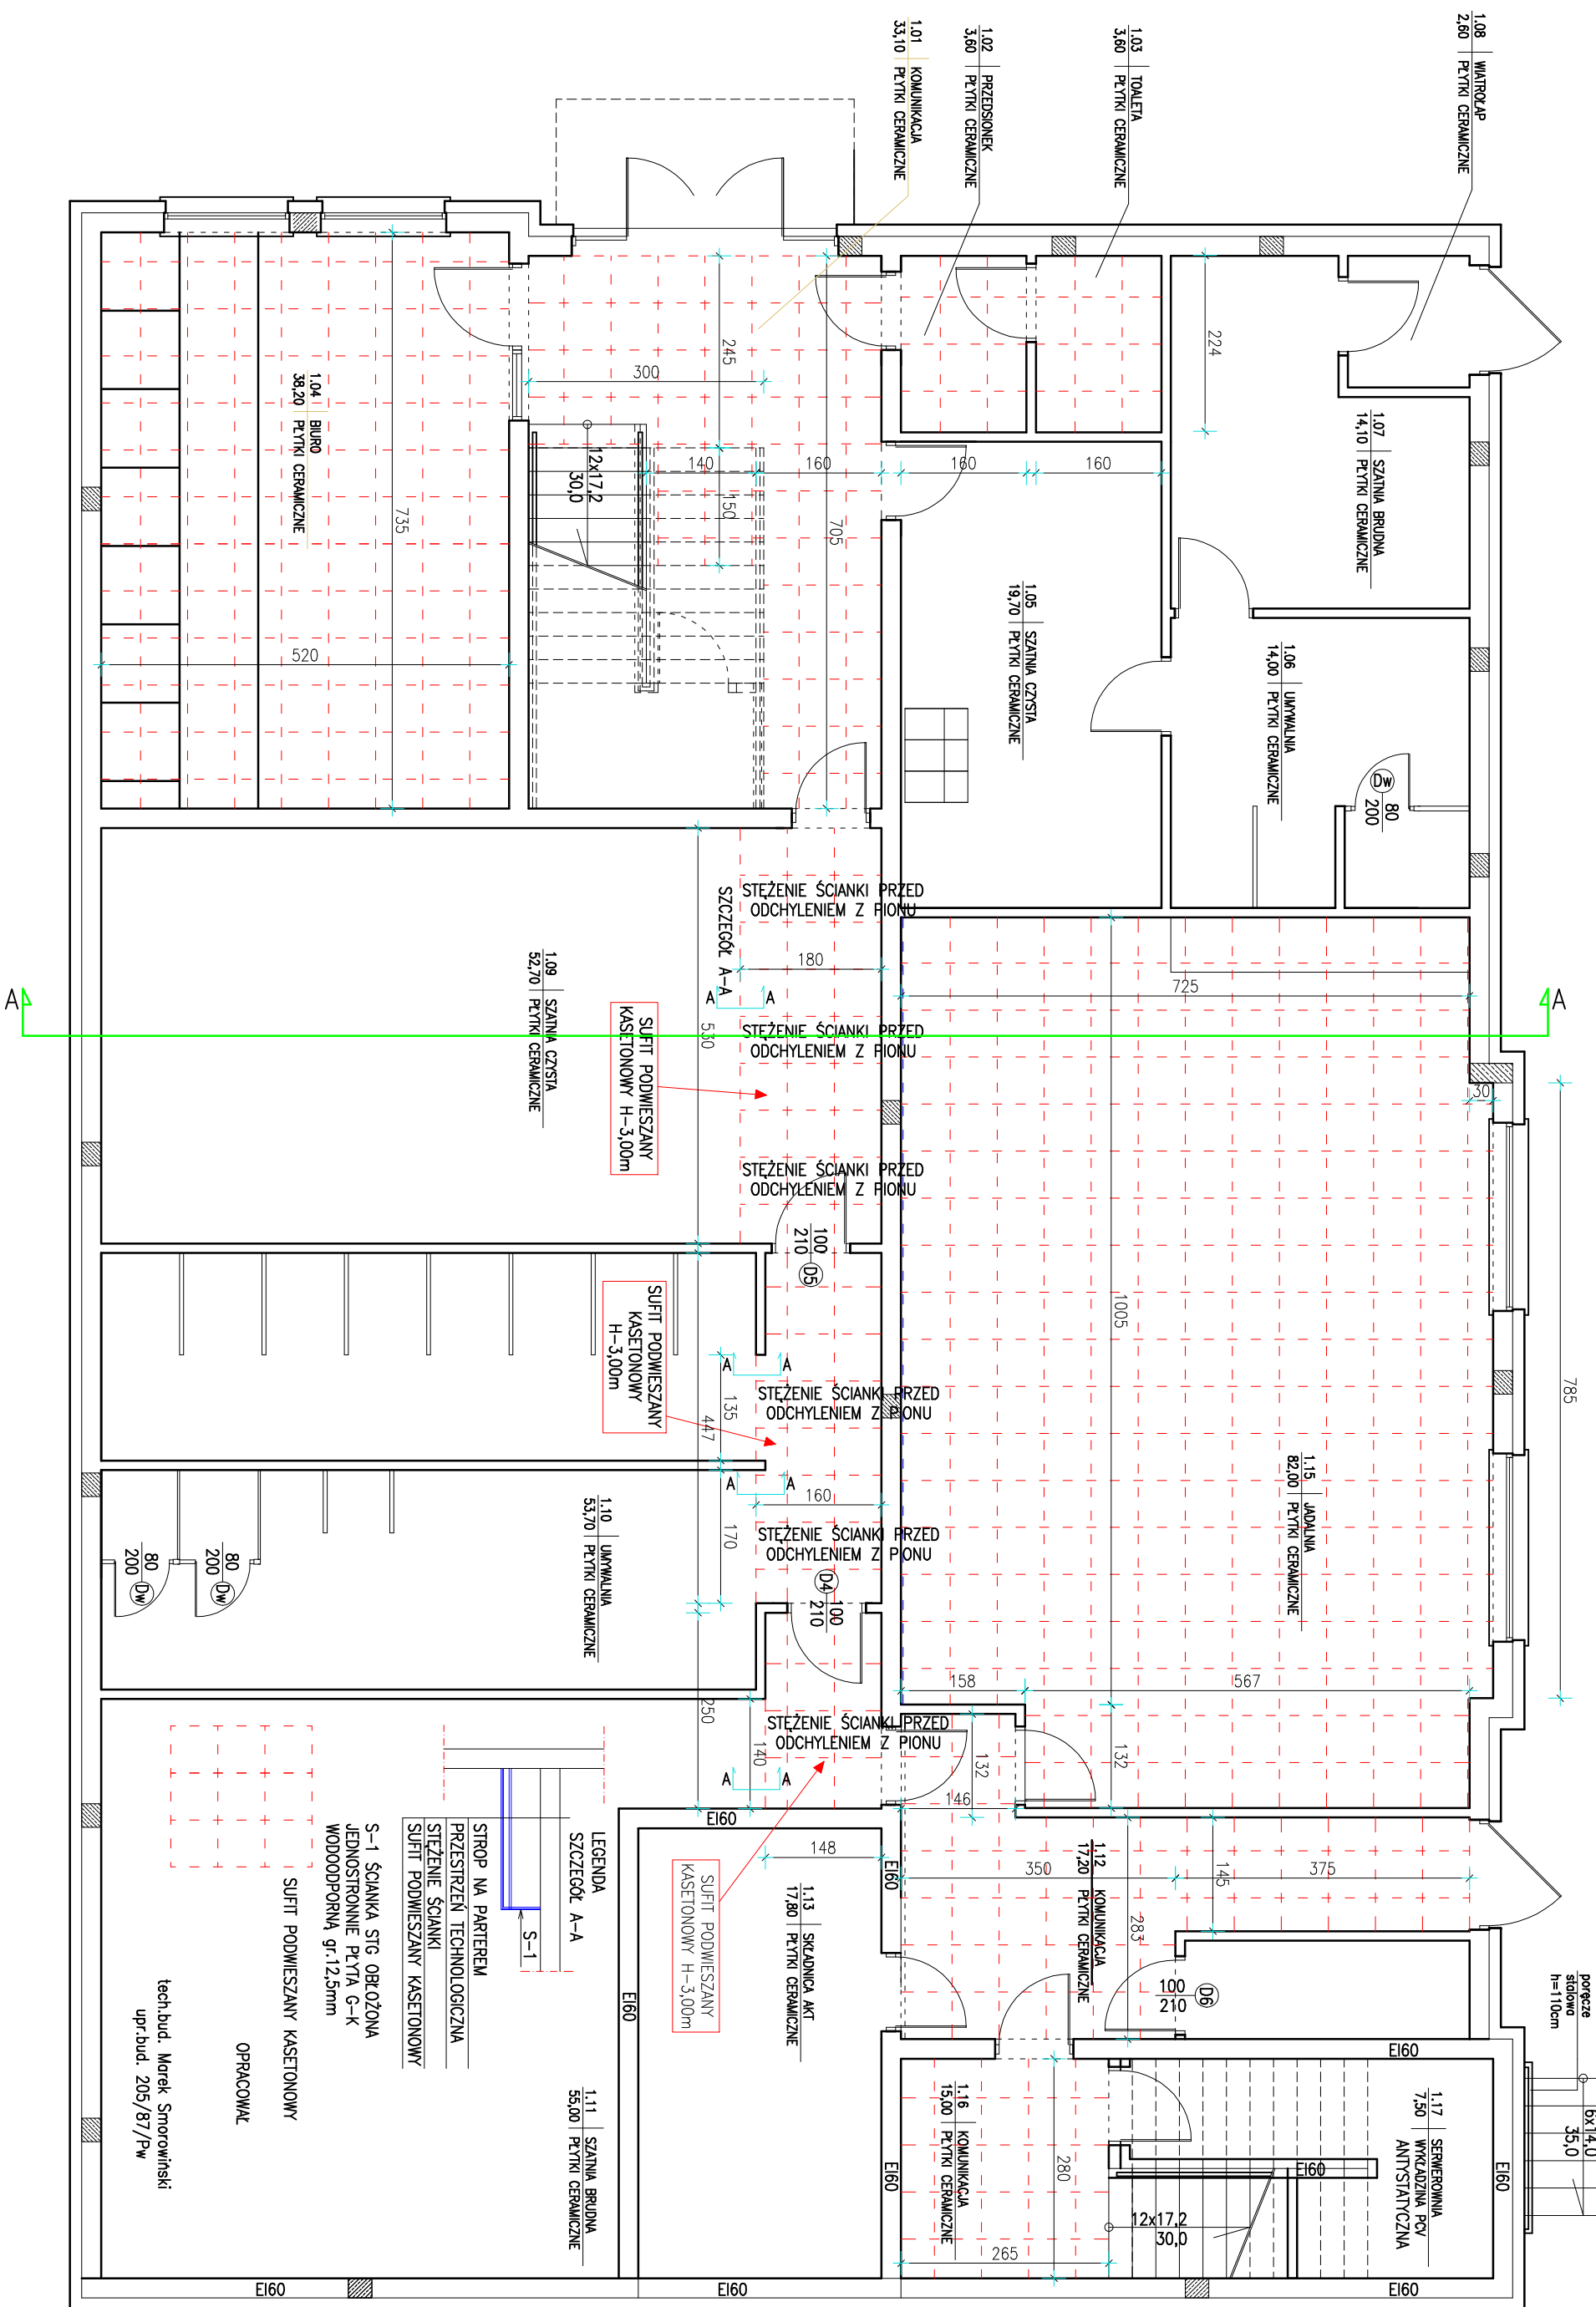 1.08 WIATROŁAP
2,60 PŁYTKI CERAMICZNE
1.03 TOALETA
3,60 PŁYTKI CERAMICZNE
1.02 PRZEDSIONEK
3,60 PŁYTKI CERAMICZNE
1.01 KOMUNIKACJA
33,10 PŁYTKI CERAMICZNE
224
245
300
1.07 SZATNIA BRUDNA
14,10 PŁYTKI CERAMICZNE
1.04 BIURO
38,20 PŁYTKI CERAMICZNE
12x17,2
30,0
140
160
160
160
150
735
705
1.05 SZATNIA CZYSTA
19,70 PŁYTKI CERAMICZNE
1.06 UMYWALNIA
14,00 PŁYTKI CERAMICZNE
520
Dw
80
200
STĘŻENIE ŚCIANKI PRZED
ODCHYLENIEM Z PIONU
SZCZEGÓŁ A-A
180
725
A
A
A
A
1.09 SZATNIA CZYSTA
52,70 PŁYTKI CERAMICZNE
SUFIT PODWIESZANY
KASETONOWY H-3,00m
530
STĘŻENIE ŚCIANKI PRZED
ODCHYLENIEM Z PIONU
30
STĘŻENIE ŚCIANKI PRZED
ODCHYLENIEM Z PIONU
100
210
D5
1005
785
SUFIT PODWIESZANY
KASETONOWY
H-3,00m
A
A
135
447
STĘŻENIE ŚCIANKI PRZED
ODCHYLENIEM Z PIONU
1.15 JADALNIA
82,00 PŁYTKI CERAMICZNE
A
A
160
170
1.10 UMYWALNIA
53,70 PŁYTKI CERAMICZNE
STĘŻENIE ŚCIANKI PRZED
ODCHYLENIEM Z PIONU
80
200
Dw
80
200
Dw
D4
100
210
158
567
250
140
STĘŻENIE ŚCIANKI PRZED
ODCHYLENIEM Z PIONU
132
132
A
A
146
EI60
148
EI60
350
145
375
283
1.12 KOMUNIKACJA
17,20 PŁYTKI CERAMICZNE
1.13 SKŁADNICA AKT
17,80 PŁYTKI CERAMICZNE
SUFIT PODWIESZANY
KASETONOWY H-3,00m
LEGENDA
SZCZEGÓŁ A-A
S-1
STROP NA PARTEREM
PRZESTRZEŃ TECHNOLOGICZNA
STĘŻENIE ŚCIANKI
SUFIT PODWIESZANY KASETONOWY
S-1 ŚCIANKA STG OBŁOŻONA
JEDNOSTRONNIE PŁYTA G-K
WODOODPORNĄ gr.12,5mm
SUFIT PODWIESZANY KASETONOWY
OPRACOWAŁ
tech.bud. Marek Smorowiński
upr.bud. 205/87/Pw
100
210
D6
poręcze
stalowa
h=110cm
6x14,0
35,0
EI60
EI60
1.11 SZATNIA BRUDNA
55,00 PŁYTKI CERAMICZNE
EI60
1.16 KOMUNIKACJA
15,00 PŁYTKI CERAMICZNE
280
1.17 SERWEROWNIA
7,50 WYKŁADZINA PCV
ANTYSTATYCZNA
EI60
EI60
12x17,2
30,0
265
EI60
EI60
EI60